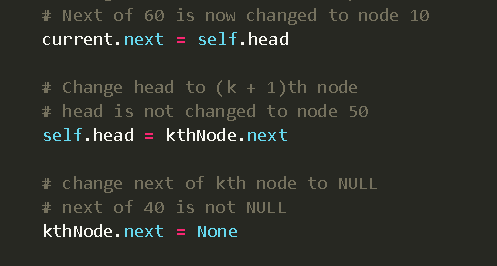 # Next of 60 is now changed to node 10
current.next = self.head
# Change head to (k + 1)th node
# head is not changed to node 50
self.head = kthNode.next
# change next of kth node to NULL
# next of 40 is not NULL
kthNode.next = None